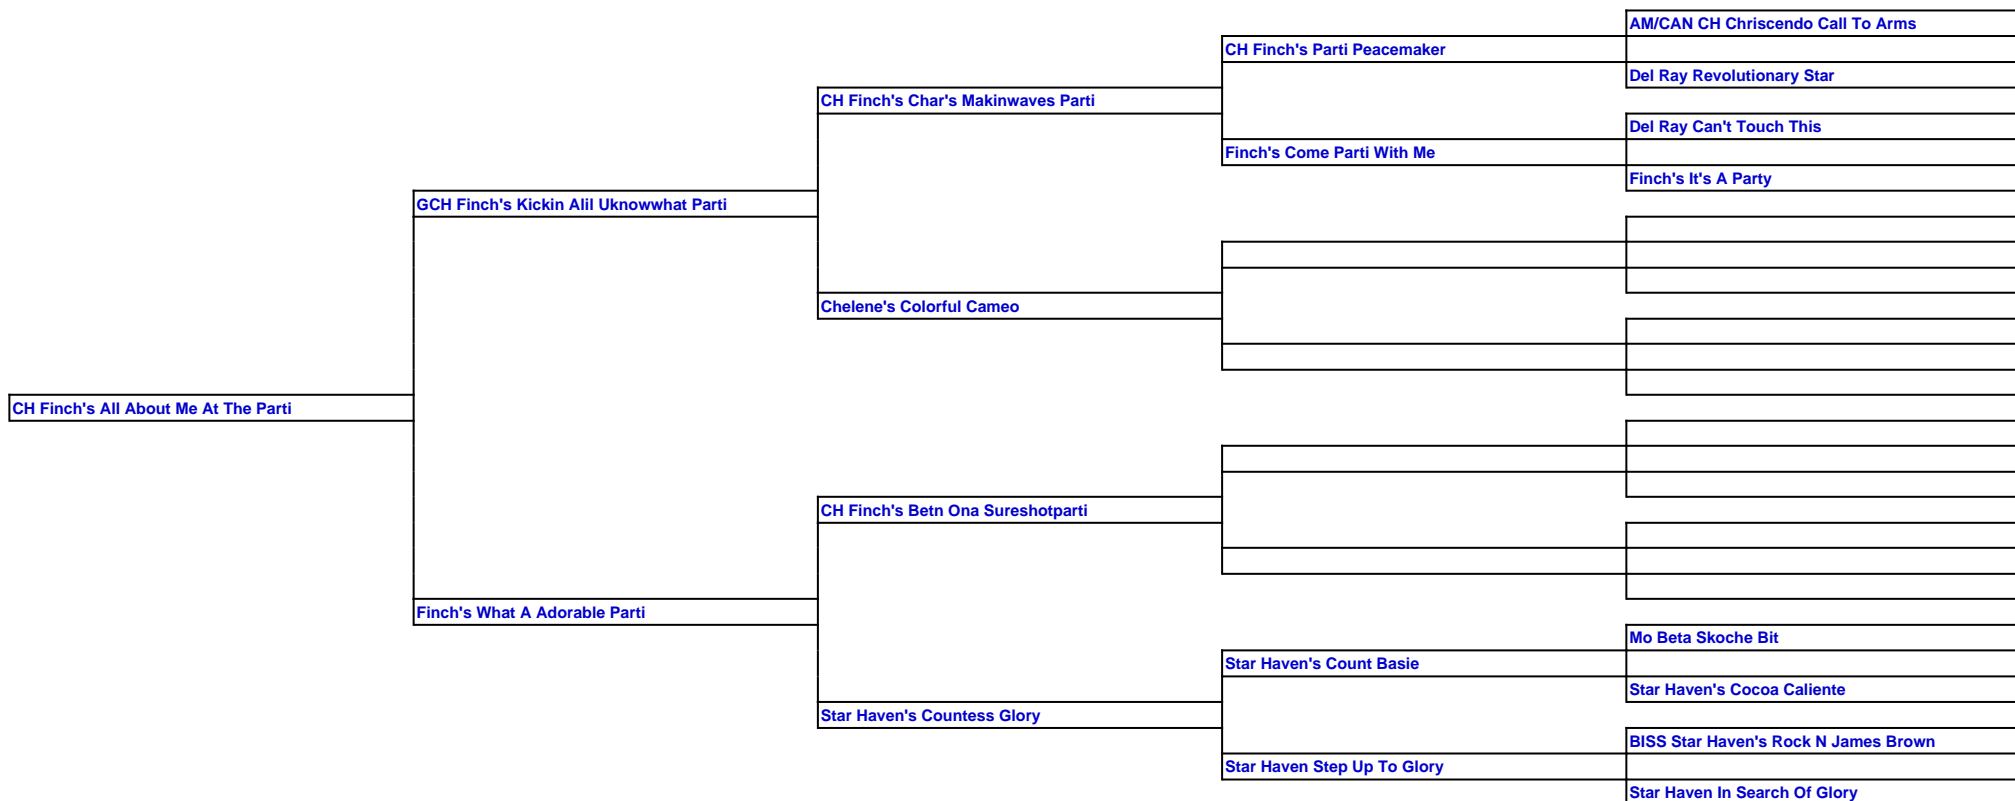 AM/CAN CH Chriscendo Call To Arms
CH Finch's Parti Peacemaker
Del Ray Revolutionary Star
CH Finch's Char's Makinwaves Parti
Del Ray Can't Touch This
Finch's Come Parti With Me
Finch's It's A Party
GCH Finch's Kickin Alil Uknowwhat Parti
Chelene's Colorful Cameo
CH Finch's All About Me At The Parti
CH Finch's Betn Ona Sureshotparti
Finch's What A Adorable Parti
Mo Beta Skoche Bit
Star Haven's Count Basie
Star Haven's Cocoa Caliente
Star Haven's Countess Glory
BISS Star Haven's Rock N James Brown
Star Haven Step Up To Glory
Star Haven In Search Of Glory